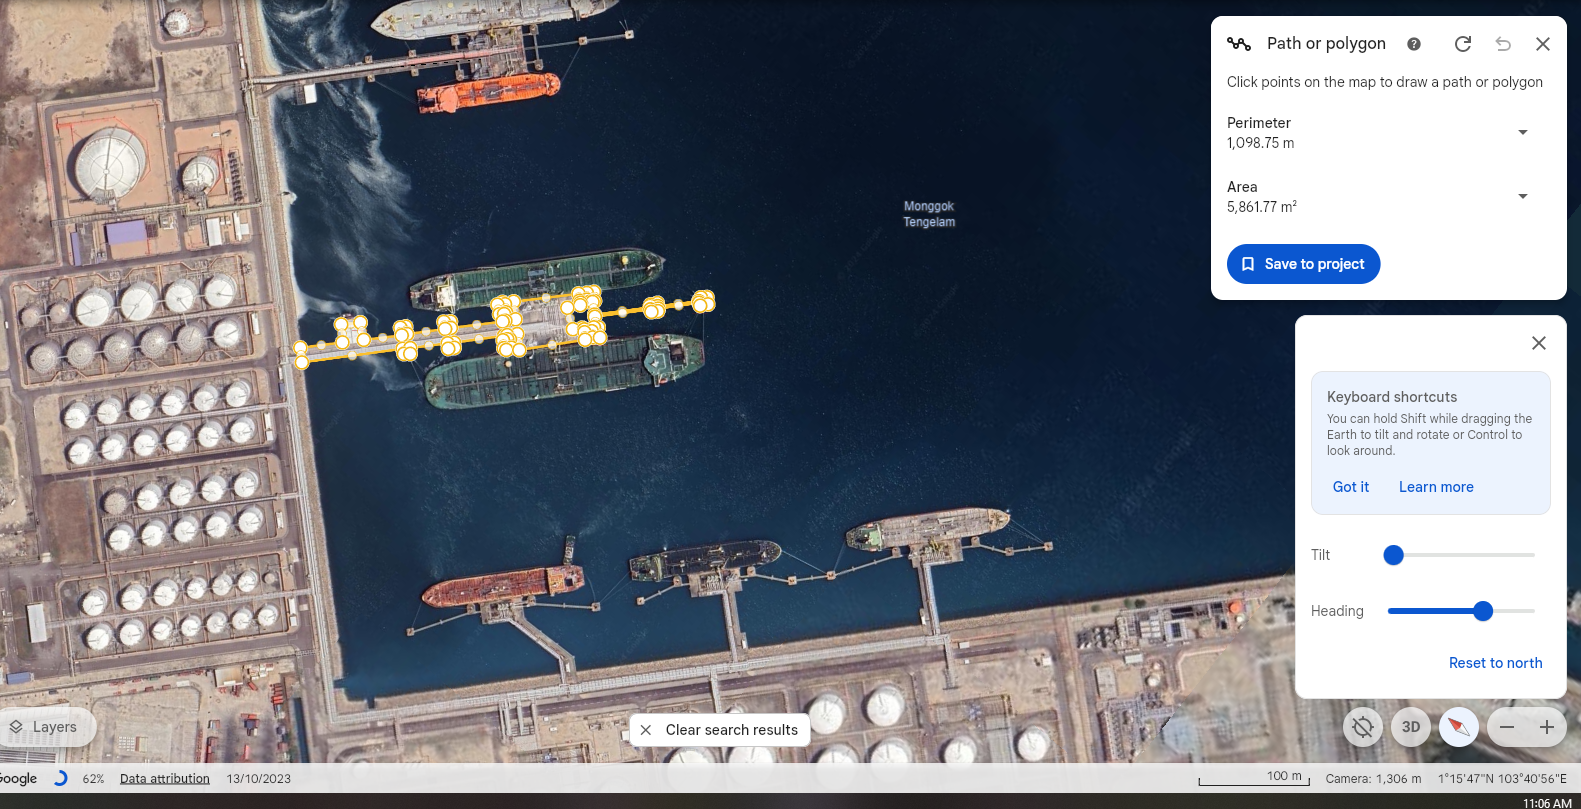 Path or polygon
Click points on the map to draw a path or polygon
Perimeter
1,098.75 m
Area
5,861.77 m²
Save to project
Monggok
Tengelam
Keyboard shortcuts
You can hold Shift while dragging the
Earth to tilt and rotate or Control to
look around.
Got it Learn more
Tilt
Heading
Reset to north
Layers
Clear search results
3D
Google 62% Data attribution 13/10/2023 100 m Camera: 1,306 m 1°15'47"N 103°40'56"E
11:06 AM